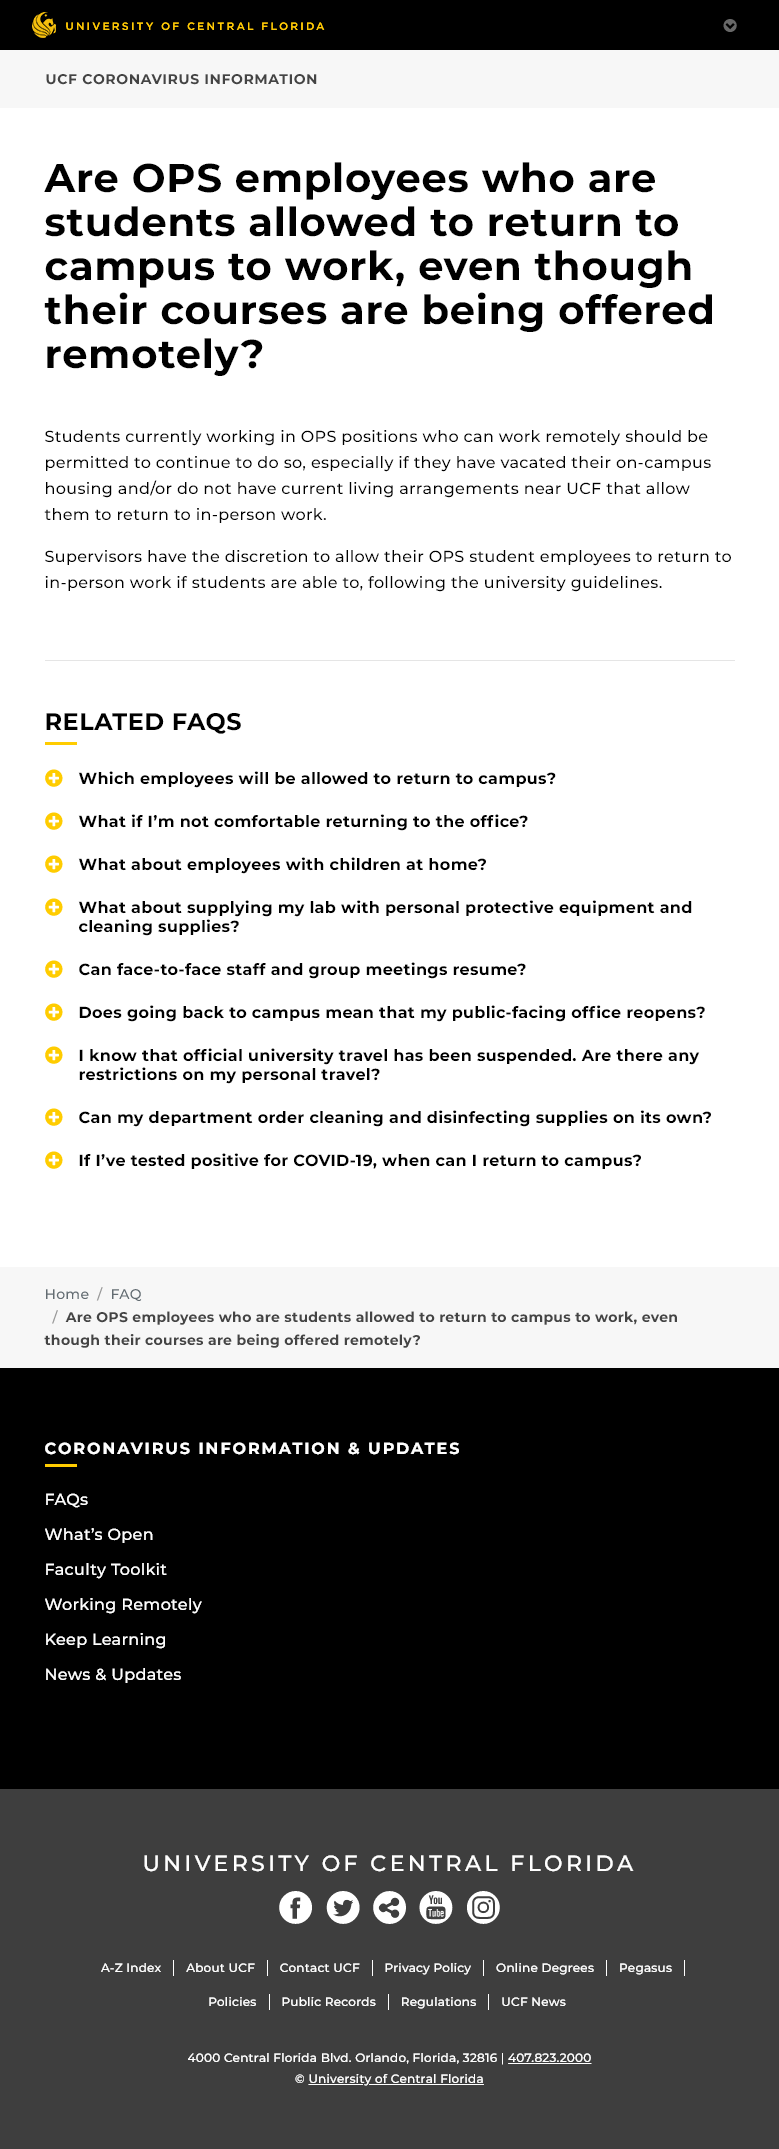 UNIVERSITY OF CENTRAL FLORIDA
UCF CORONAVIRUS INFORMATION
Are OPS employees who are
students allowed to return to
campus to work, even though
their courses are being offered
remotely?
Students currently working in OPS positions who can work remotely should be
permitted to continue to do so, especially if they have vacated their on-campus
housing and/or do not have current living arrangements near UCF that allow
them to return to in-person work.
Supervisors have the discretion to allow their OPS student employees to return to
in-person work if students are able to, following the university guidelines.
RELATED FAQS
Which employees will be allowed to return to campus?
What if I’m not comfortable returning to the office?
What about employees with children at home?
What about supplying my lab with personal protective equipment and
cleaning supplies?
Can face-to-face staff and group meetings resume?
Does going back to campus mean that my public-facing office reopens?
I know that official university travel has been suspended. Are there any
restrictions on my personal travel?
Can my department order cleaning and disinfecting supplies on its own?
If I’ve tested positive for COVID-19, when can I return to campus?
Home / FAQ
/ Are OPS employees who are students allowed to return to campus to work, even
though their courses are being offered remotely?
CORONAVIRUS INFORMATION & UPDATES
FAQs
What’s Open
Faculty Toolkit
Working Remotely
Keep Learning
News & Updates
UNIVERSITY OF CENTRAL FLORIDA
You Tube
A-Z Index | About UCF | Contact UCF | Privacy Policy | Online Degrees | Pegasus |
Policies | Public Records | Regulations | UCF News
4000 Central Florida Blvd. Orlando, Florida, 32816 | 407.823.2000
© University of Central Florida